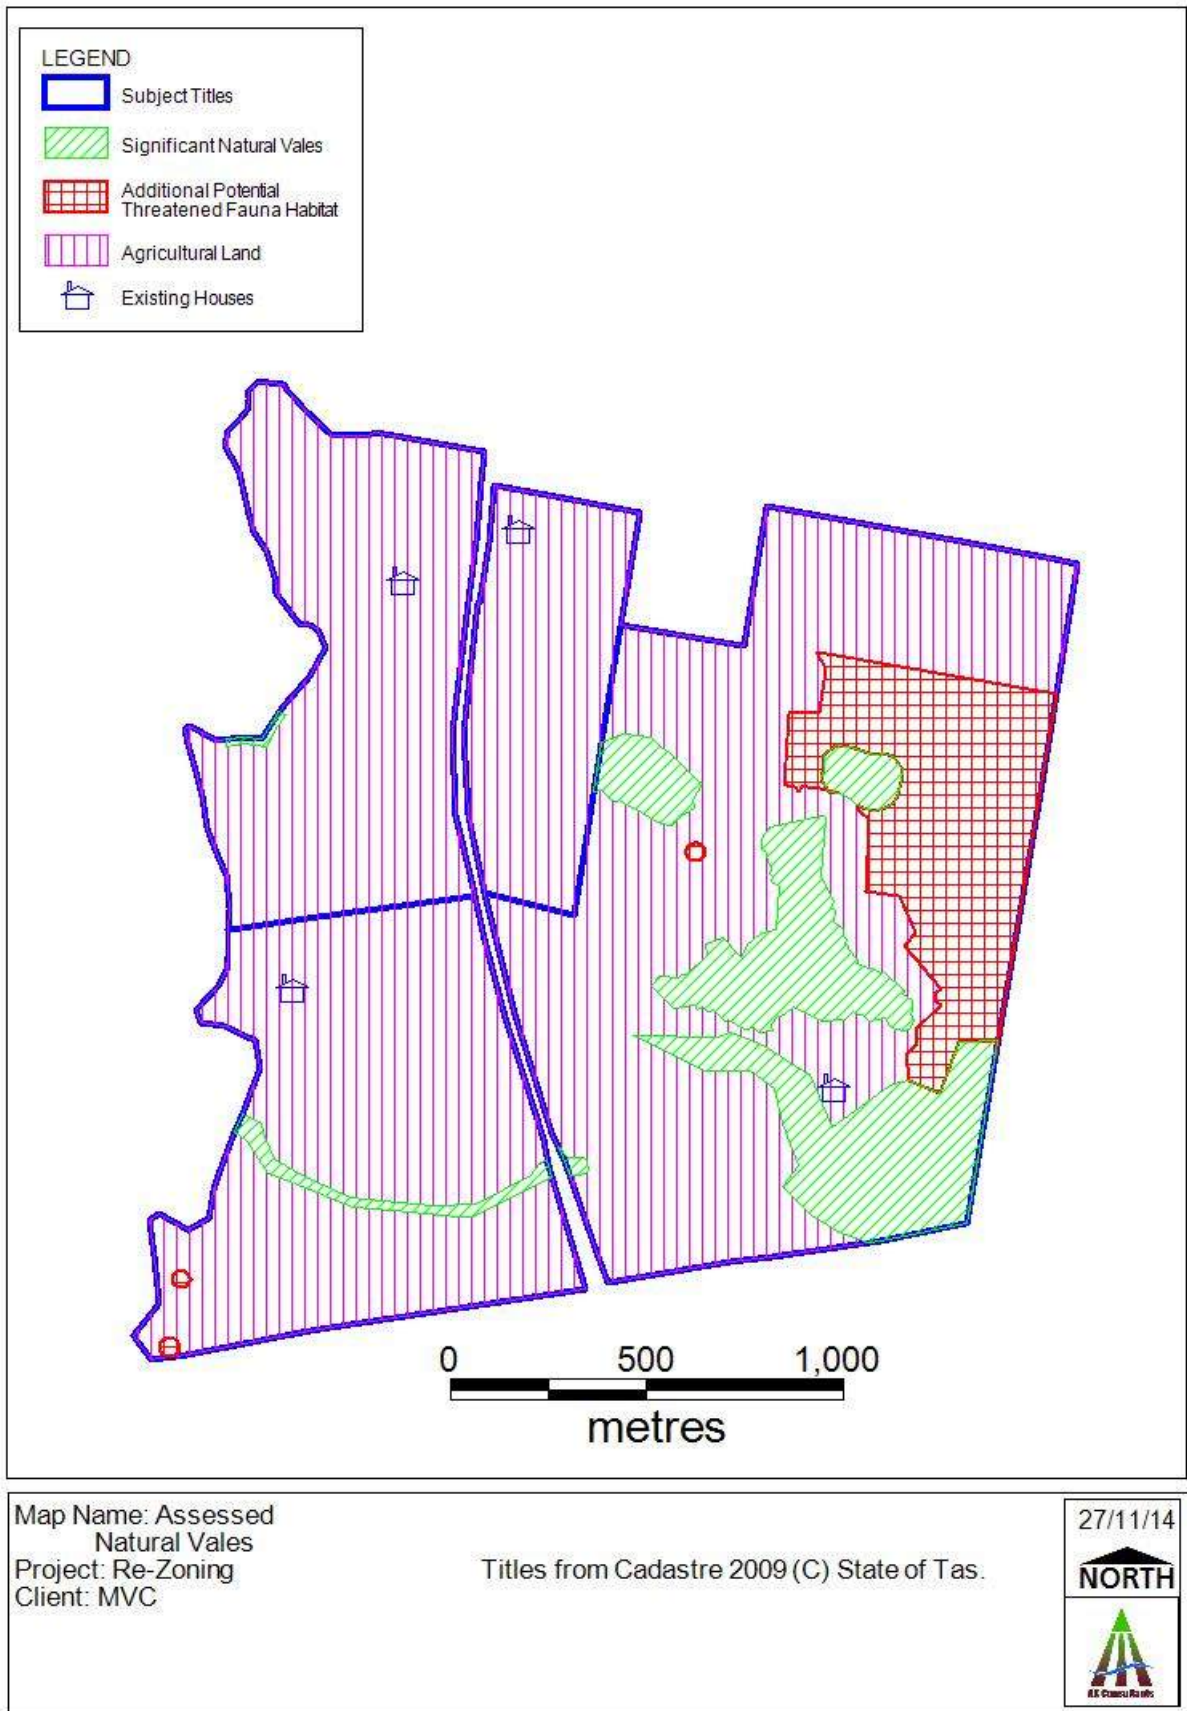 LEGEND
Subject Titles
Significant Natural Vales
Additional Potential
Threatened Fauna Habitat
Agricultural Land
Existing Houses
0 500 1,000
metres
Map Name: Assessed
Natural Vales
Project: Re-Zoning
Client: MVC
Titles from Cadastre 2009 (C) State of Tas.
27/11/14
NORTH
AK Consultants